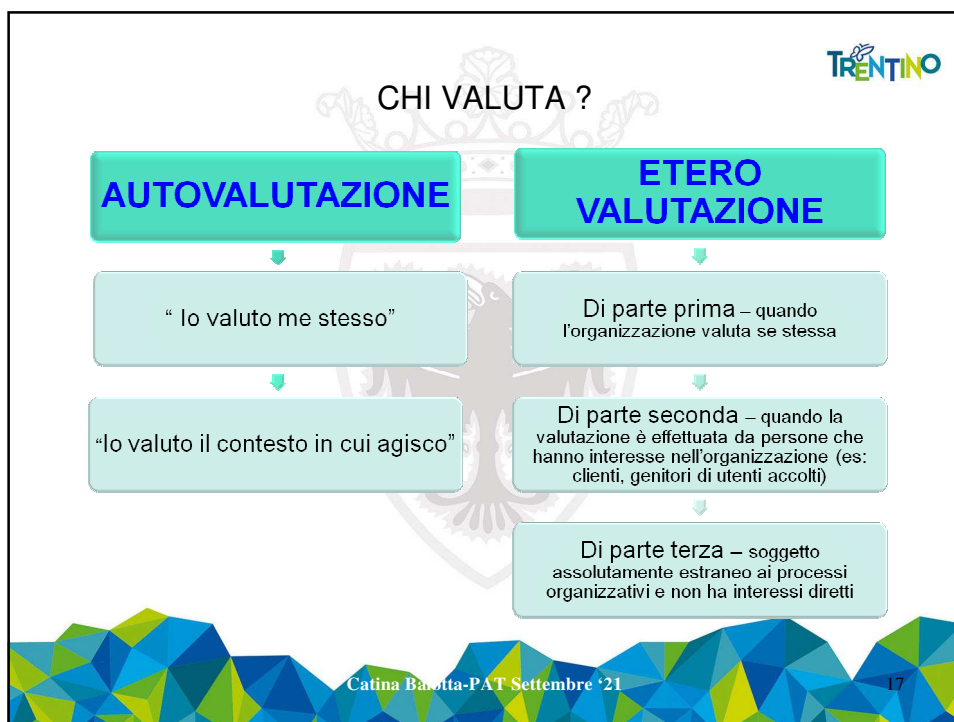 TRENTINO
CHI VALUTA ?
AUTOVALUTAZIONE
“ Io valuto me stesso”
“Io valuto il contesto in cui agisco”
ETERO
VALUTAZIONE
Di parte prima – quando
l’organizzazione valuta se stessa
Di parte seconda – quando la
valutazione è effettuata da persone che
hanno interesse nell’organizzazione (es:
clienti, genitori di utenti accolti)
Di parte terza – soggetto
assolutamente estraneo ai processi
organizzativi e non ha interessi diretti
Catina Balotta-PAT Settembre ‘21
17